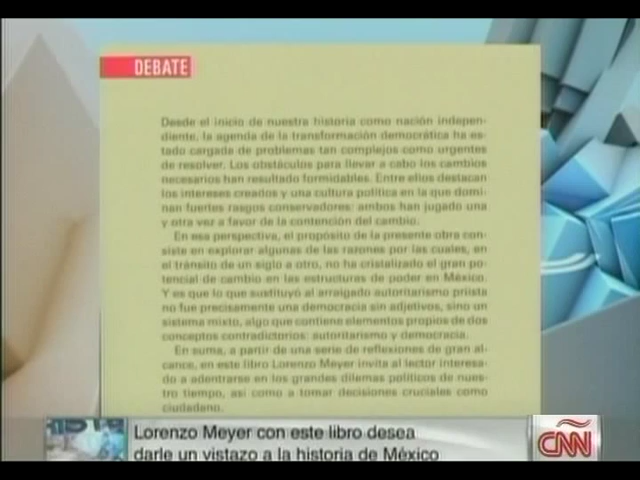 DEBATE
Desde el inicio de nuestra historia como nación indepen-
diente, la agenda de la transformación democrática ha es-
tado cargada de problemas tan complejos como urgentes
de resolver. Los obstáculos para llevar a cabo los cambios
necesarios han resultado formidables. Entre ellos destacan
los intereses creados y una cultura política en la que domi-
nan fuertes rasgos conservadores: ambos han jugado una
y otra vez a favor de la contención del cambio.
En esa perspectiva, el propósito de la presente obra con-
siste en explorar algunas de las razones por las cuales, en
el tránsito de un siglo a otro, no ha cristalizado el gran po-
tencial de cambio en las estructuras de poder en México.
Y es que lo que sustituyó al arraigado autoritarismo priista
no fue precisamente una democracia sin adjetivos, sino un
sistema mixto, algo que contiene elementos propios de dos
conceptos contradictorios: autoritarismo y democracia.
En suma, a partir de una serie de reflexiones de gran al-
cance, en este libro Lorenzo Meyer invita al lector interesa-
do a adentrarse en los grandes dilemas políticos de nues-
tro tiempo, así como a tomar decisiones cruciales como
ciudadano.
Lorenzo Meyer con este libro desea
darle un vistazo a la historia de México
CNN